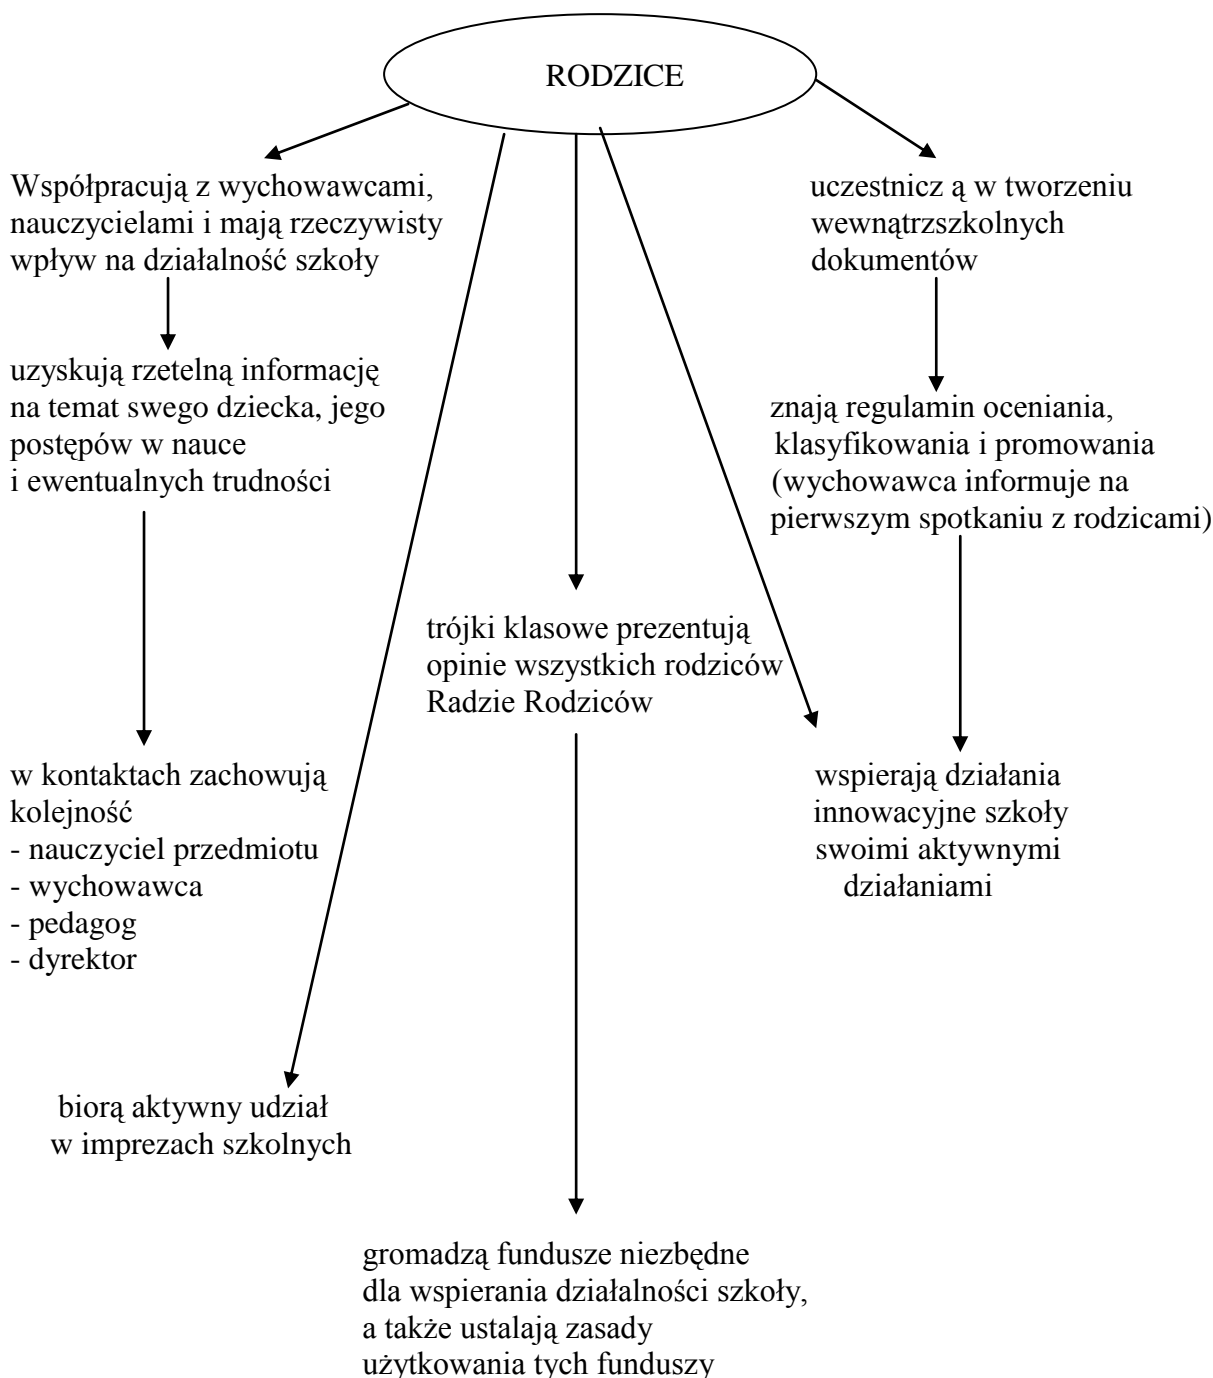 RODZICE
Współpracują z wychowawcami,
nauczycielami i mają rzeczywisty
wpływ na działalność szkoły
uczestnicz ą w tworzeniu
wewnątrzszkolnych
dokumentów
uzyskują rzetelną informację
na temat swego dziecka, jego
postępów w nauce
i ewentualnych trudności
znają regulamin oceniania,
klasyfikowania i promowania
(wychowawca informuje na
pierwszym spotkaniu z rodzicami)
trójki klasowe prezentują
opinie wszystkich rodziców
Radzie Rodziców
w kontaktach zachowują
kolejność
- nauczyciel przedmiotu
- wychowawca
- pedagog
- dyrektor
wspierają działania
innowacyjne szkoły
swoimi aktywnymi
działaniami
biorą aktywny udział
w imprezach szkolnych
gromadzą fundusze niezbędne
dla wspierania działalności szkoły,
a także ustalają zasady
użytkowania tych funduszy